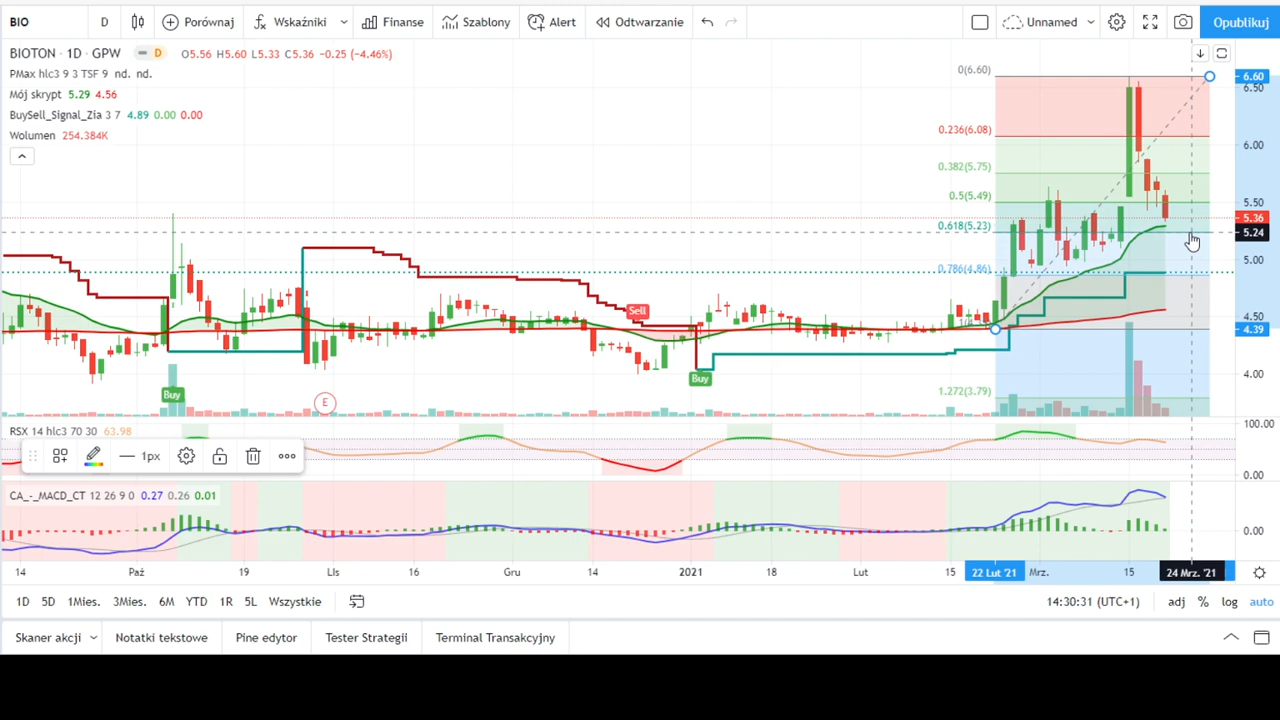 BIO D Porównaj Wskaźniki Finanse Szablony Alert Odtwarzanie Unnamed Opublikuj
BIOTON · 1D · GPW D O5.56 H5.60 L5.33 C5.36 −0.25 (−4.46%)
PMax hlc3 9 3 TSF 9 nd. nd.
Mój skrypt 5.29 4.56
BuySell_Signal_Zia 3 7 4.89 0.00 0.00
Wolumen 254.384K
0(6.60)
0.236(6.08)
0.382(5.75)
0.5(5.49)
0.618(5.23)
0.786(4.86)
1.272(3.79)
6.60
6.50
6.00
5.50
5.36
5.24
5.00
4.50
4.39
4.00
Sell
Buy
Buy
E
RSX 14 hlc3 70 30 63.98
100.00
1px
0.00
CA_-_MACD_CT 12 26 9 0 0.27 0.26 0.01
0.00
14 Paź 19 Lis 16 Gru 14 2021 18 Lut 15 22 Lut '21 Mrz. 15 24 Mrz. '21
1D 5D 1Mies. 3Mies. 6M YTD 1R 5L Wszystkie 14:30:31 (UTC+1) adj % log auto
Skaner akcji Notatki tekstowe Pine edytor Tester Strategii Terminal Transakcyjny